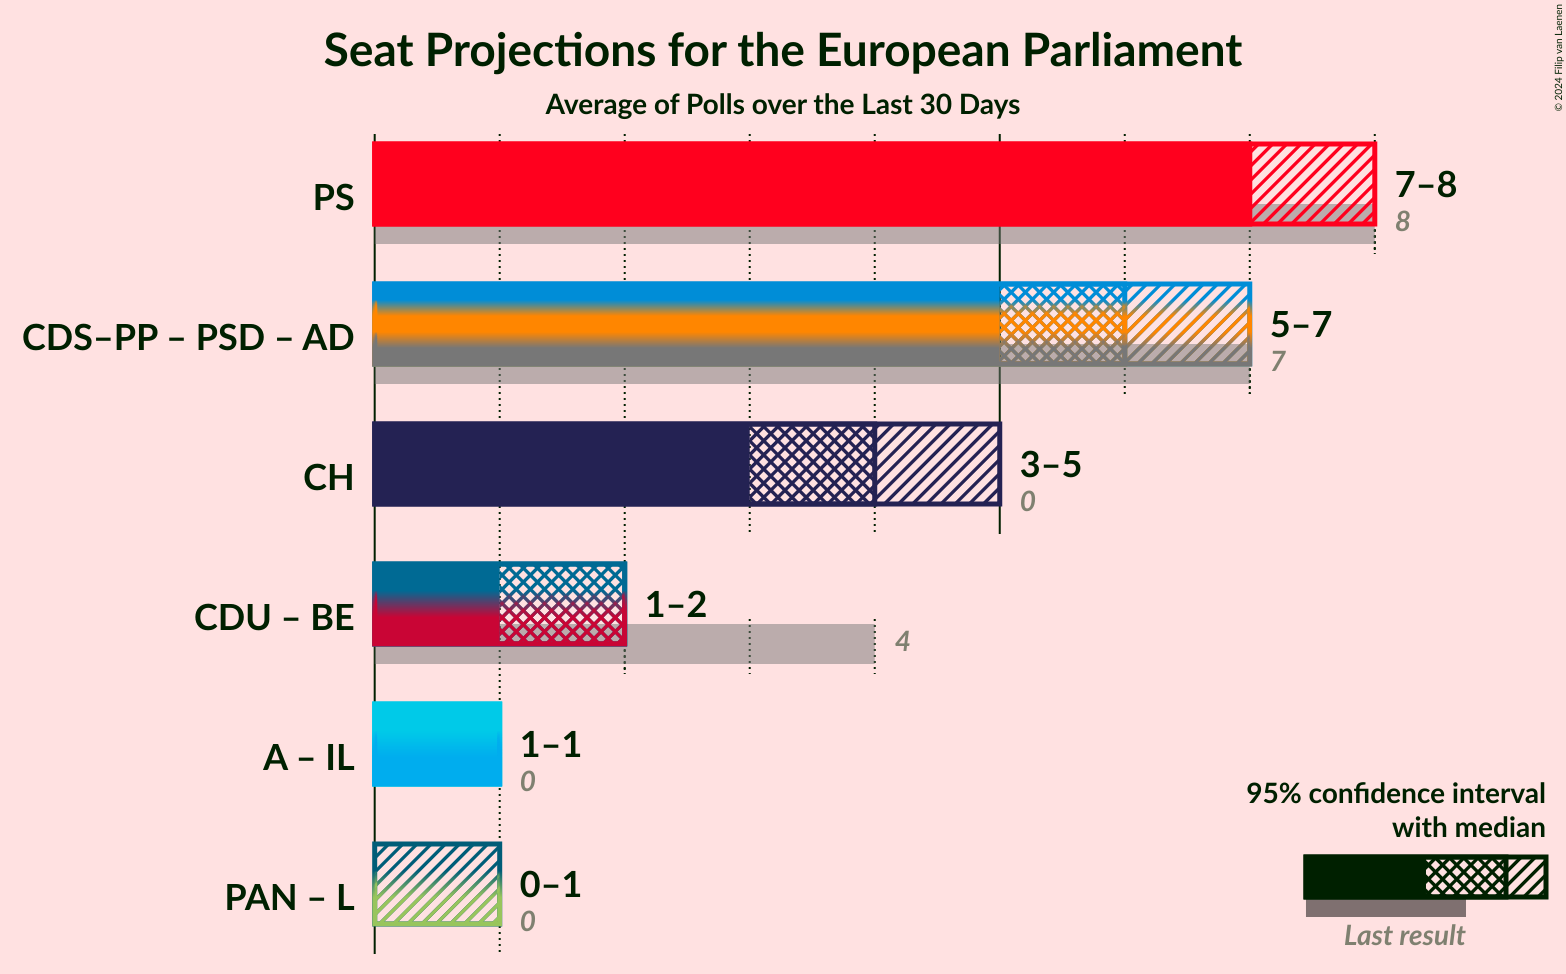 Seat Projections for the European Parliament
Average of Polls over the Last 30 Days
© 2024 Filip van Laenen
PS
7–8
8
CDS–PP – PSD – AD
5–7
7
CH
3–5
0
CDU – BE
1–2
4
A – IL
1–1
0
PAN – L
0–1
0
95% confidence interval
with median
Last result